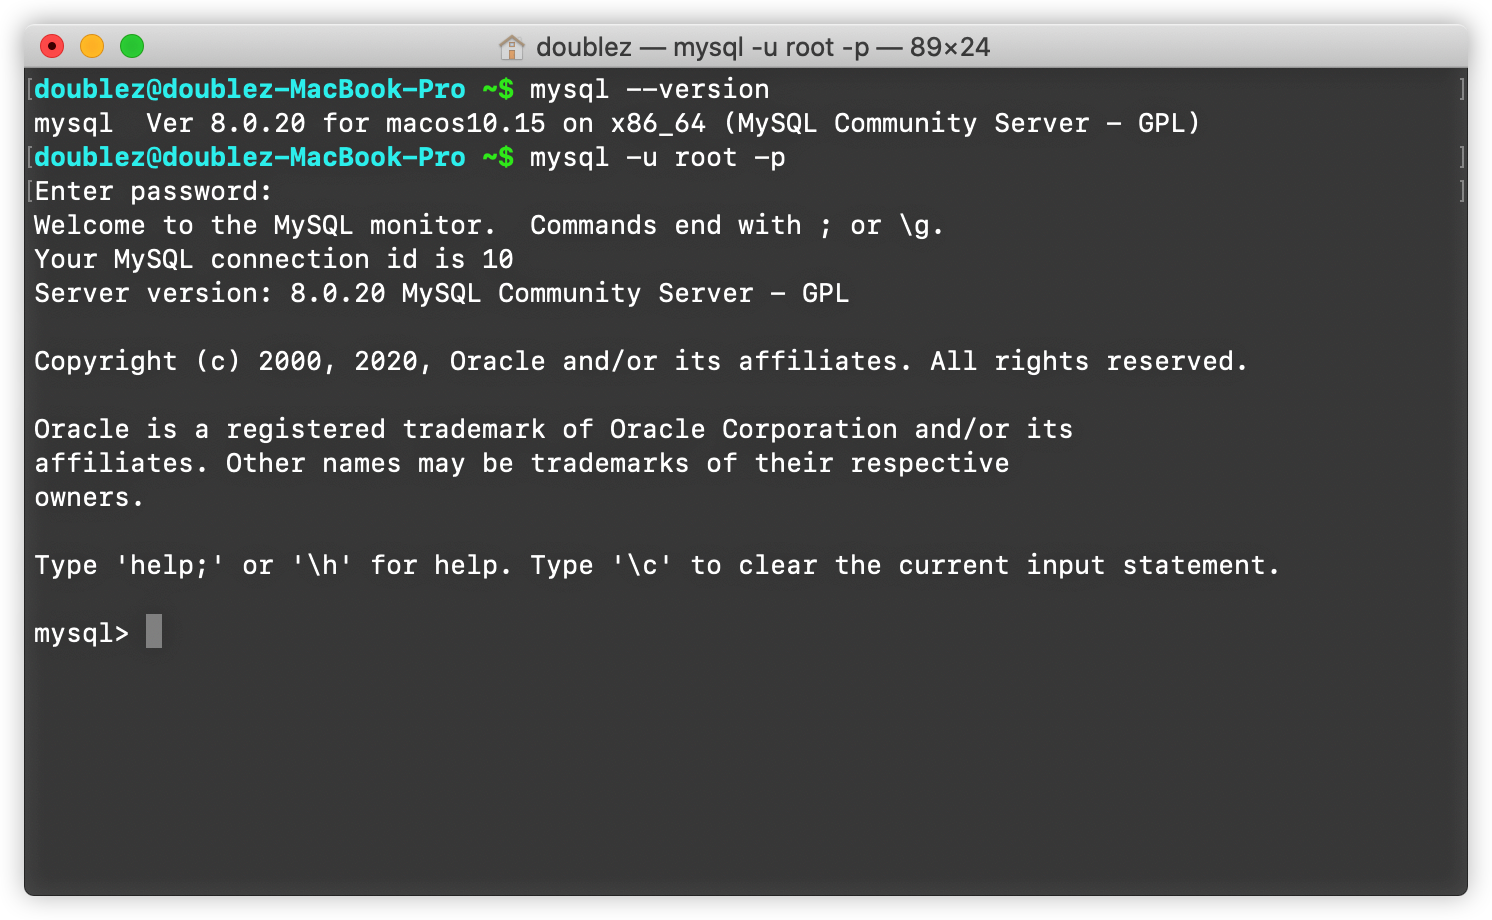 doublez — mysql -u root -p — 89×24
[doublez@doublez-MacBook-Pro ~$ mysql --version ]
mysql  Ver 8.0.20 for macos10.15 on x86_64 (MySQL Community Server - GPL)
[doublez@doublez-MacBook-Pro ~$ mysql -u root -p ]
[Enter password: ]
Welcome to the MySQL monitor.  Commands end with ; or \g.
Your MySQL connection id is 10
Server version: 8.0.20 MySQL Community Server - GPL

Copyright (c) 2000, 2020, Oracle and/or its affiliates. All rights reserved.

Oracle is a registered trademark of Oracle Corporation and/or its
affiliates. Other names may be trademarks of their respective
owners.

Type 'help;' or '\h' for help. Type '\c' to clear the current input statement.

mysql>